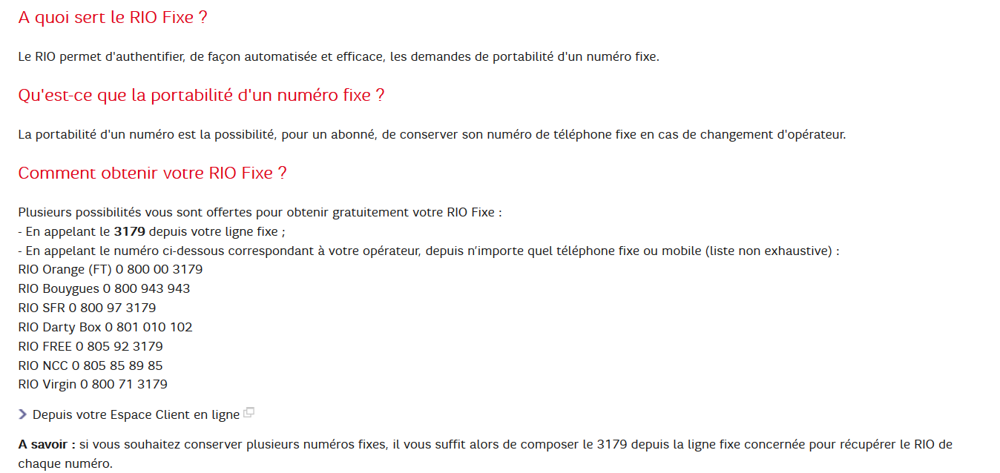 A quoi sert le RIO Fixe ?
Le RIO permet d'authentifier, de façon automatisée et efficace, les demandes de portabilité d'un numéro fixe.
Qu'est-ce que la portabilité d'un numéro fixe ?
La portabilité d'un numéro est la possibilité, pour un abonné, de conserver son numéro de téléphone fixe en cas de changement d'opérateur.
Comment obtenir votre RIO Fixe ?
Plusieurs possibilités vous sont offertes pour obtenir gratuitement votre RIO Fixe :
- En appelant le 3179 depuis votre ligne fixe ;
- En appelant le numéro ci-dessous correspondant à votre opérateur, depuis n’importe quel téléphone fixe ou mobile (liste non exhaustive) :
RIO Orange (FT) 0 800 00 3179
RIO Bouygues 0 800 943 943
RIO SFR 0 800 97 3179
RIO Darty Box 0 801 010 102
RIO FREE 0 805 92 3179
RIO NCC 0 805 85 89 85
RIO Virgin 0 800 71 3179
Depuis votre Espace Client en ligne
A savoir : si vous souhaitez conserver plusieurs numéros fixes, il vous suffit alors de composer le 3179 depuis la ligne fixe concernée pour récupérer le RIO de
chaque numéro.